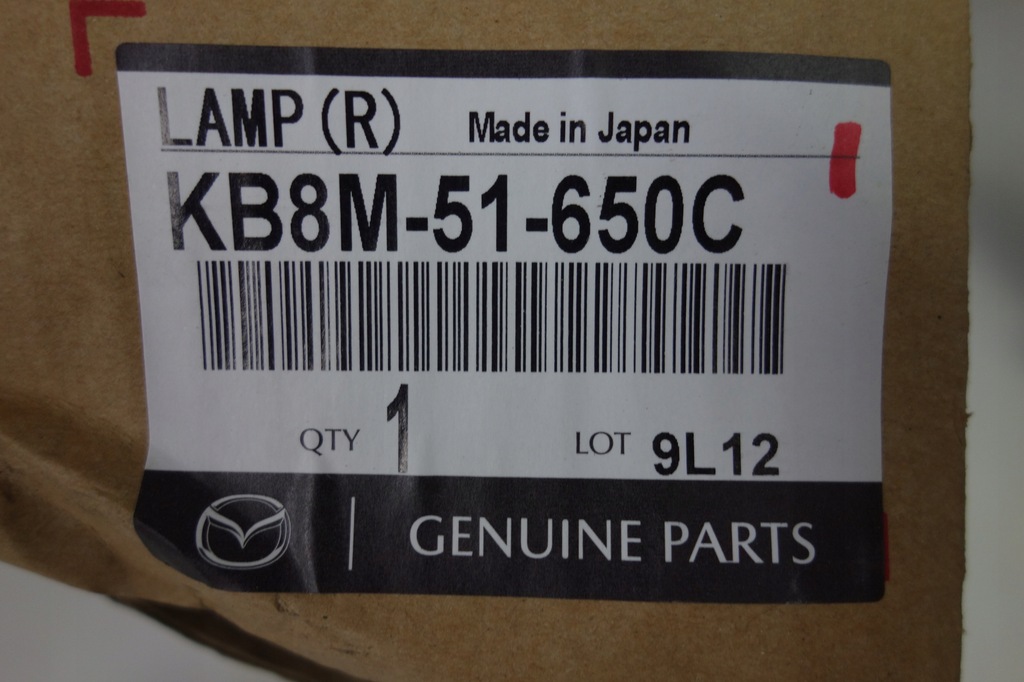 LAMP (R) Made in Japan
KB8M-51-650C
QTY 1 LOT 9L12
GENUINE PARTS